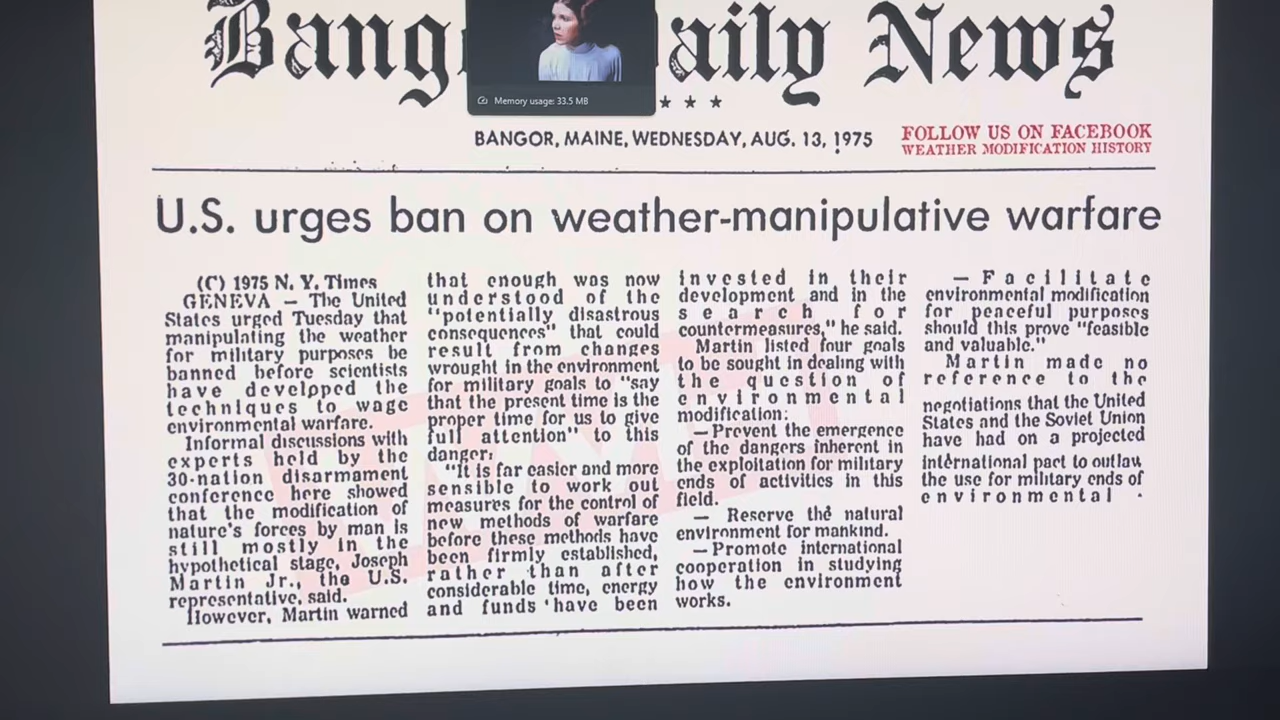 Bang aily News
Memory usage: 33.5 MB
★ ★ ★
BANGOR, MAINE, WEDNESDAY, AUG. 13, 1975
FOLLOW US ON FACEBOOK
WEATHER MODIFICATION HISTORY
U.S. urges ban on weather-manipulative warfare
(C) 1975 N. Y. Times
GENEVA — The United
States urged Tuesday that
manipulating the weather
for military purposes be
banned before scientists
have developed the
techniques to wage
environmental warfare.
Informal discussions with
experts held by the
30-nation disarmament
conference here showed
that the modification of
nature's forces by man is
still mostly in the
hypothetical stage, Joseph
Martin Jr., the U.S.
representative, said.
However, Martin warned
that enough was now
understood of the
"potentially disastrous
consequences" that could
result from changes
wrought in the environment
for military goals to "say
that the present time is the
proper time for us to give
full attention" to this
danger.
"It is far easier and more
sensible to work out
measures for the control of
new methods of warfare
before these methods have
been firmly established,
rather than after
considerable time, energy
and funds have been
invested in their
development and in the
search for
countermeasures," he said.
Martin listed four goals
to be sought in dealing with
the question of
environmental
modification:
—Prevent the emergence
of the dangers inherent in
the exploitation for military
ends of activities in this
field.
— Reserve the natural
environment for mankind.
—Promote international
cooperation in studying
how the environment
works.
— Facilitate
environmental modification
for peaceful purposes
should this prove "feasible
and valuable."
Martin made no
reference to the
negotiations that the United
States and the Soviet Union
have had on a projected
international pact to outlaw
the use for military ends of
environmental